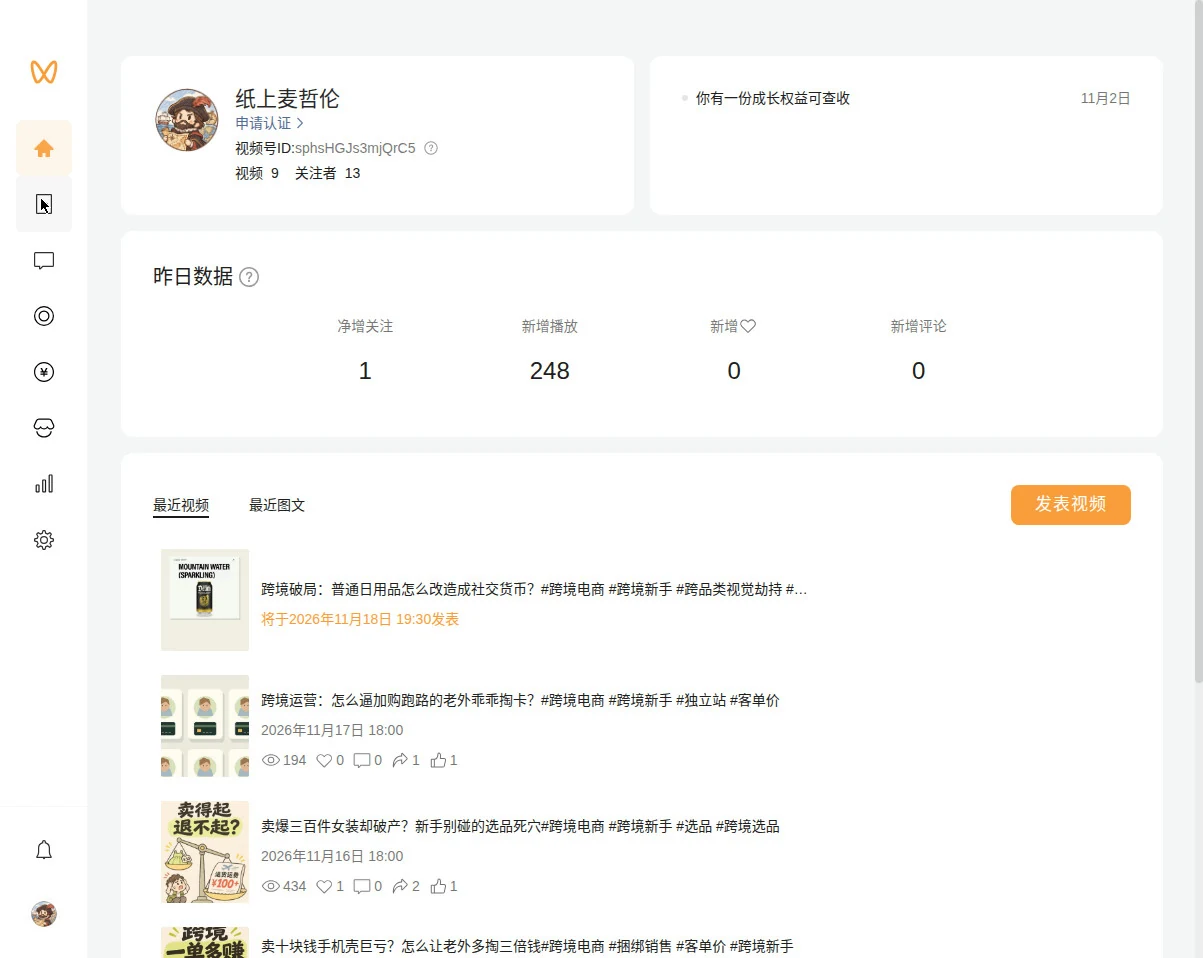 纸上麦哲伦
申请认证
视频号ID:sphsHGJs3mjQrC5
视频 9 关注者 13
你有一份成长权益可查收 11月2日
昨日数据
净增关注 新增播放 新增 新增评论
1 248 0 0
最近视频 最近图文 发表视频
MOUNTAIN WATER
(SPARKLING)
跨境破局：普通日用品怎么改造成社交货币？#跨境电商 #跨境新手 #跨品类视觉劫持 #…
将于2026年11月18日 19:30发表
跨境运营：怎么逼加购跑路的老外乖乖掏卡？#跨境电商 #跨境新手 #独立站 #客单价
2026年11月17日 18:00
194 0 0 1 1
卖得起
退不起？
退货运费
¥100+
卖爆三百件女装却破产？新手别碰的选品死穴#跨境电商 #跨境新手 #选品 #跨境选品
2026年11月16日 18:00
434 1 0 2 1
跨境
一单多赚
卖十块钱手机壳巨亏？怎么让老外多掏三倍钱#跨境电商 #捆绑销售 #客单价 #跨境新手